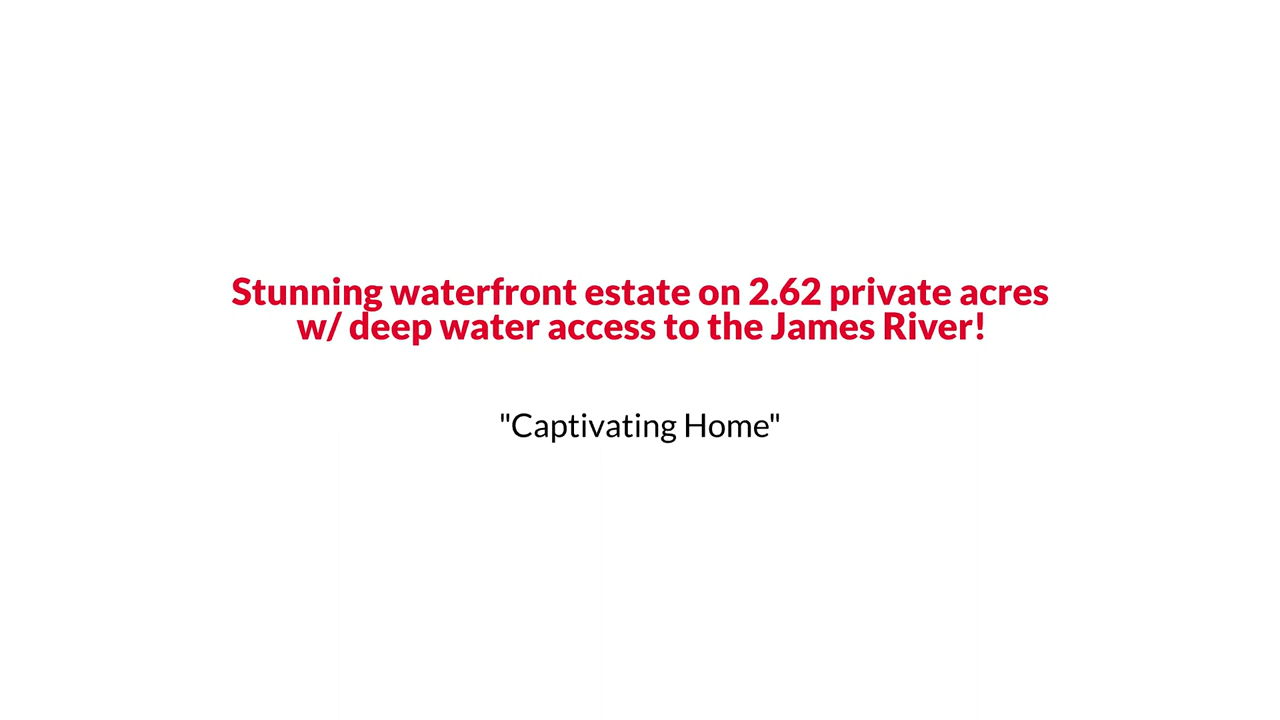 Stunning waterfront estate on 2.62 private acres
w/ deep water access to the James River!
"Captivating Home"